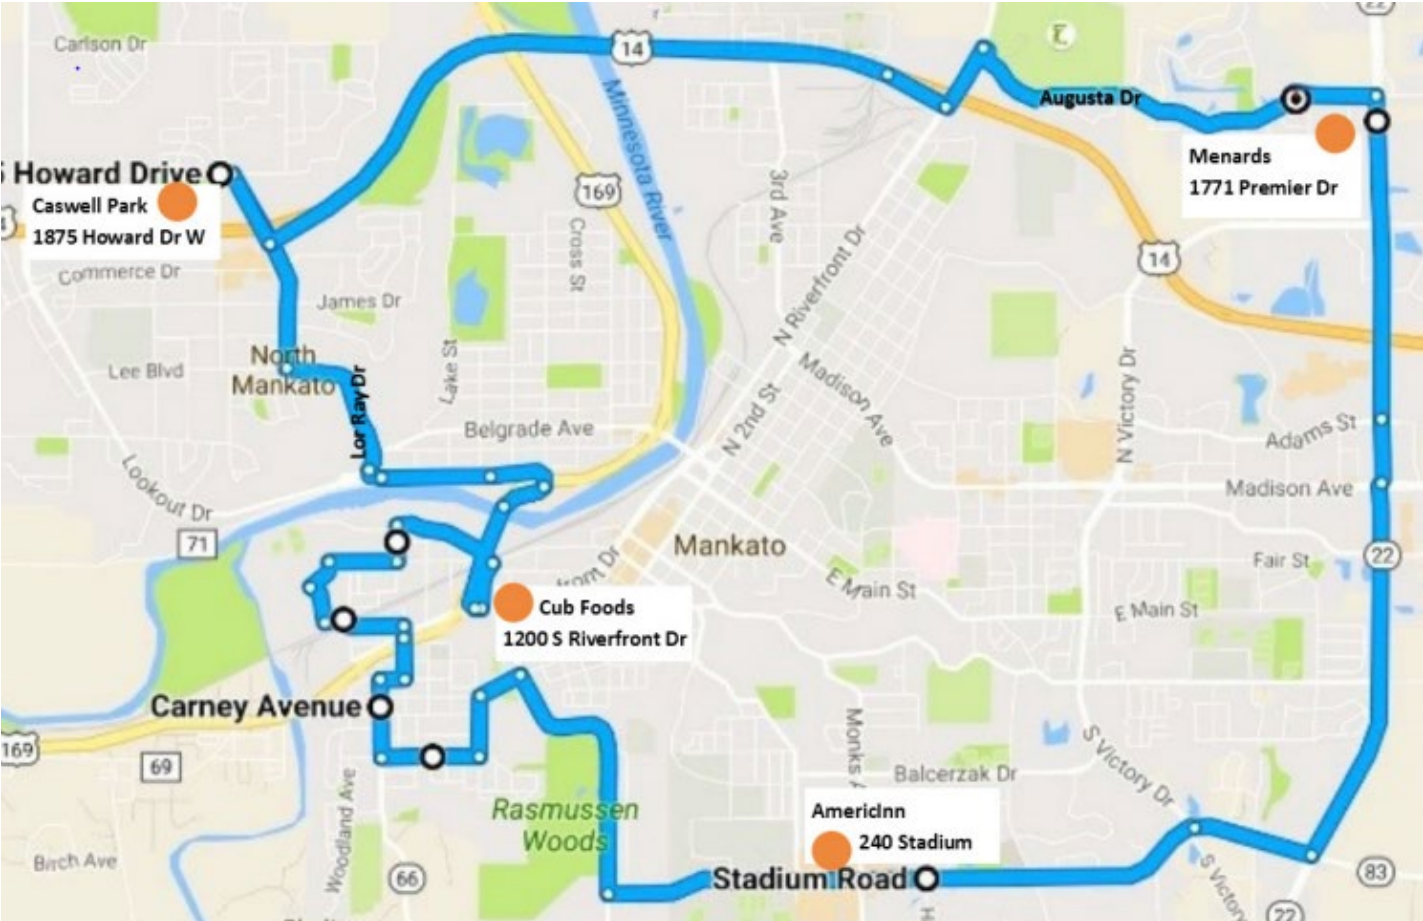 22
Carlson Dr
14
Minnesota River
Augusta Dr
5 Howard Drive
Caswell Park
1875 Howard Dr W
169
3rd Ave
Menards
1771 Premier Dr
Cross St
N Riverfront Dr
14
Commerce Dr
James Dr
Lee Blvd
North
Mankato
Lor Ray Dr
Lake St
Belgrade Ave
Madison Ave
N 2nd St
N Victory Dr
Adams St
Madison Ave
Lookout Dr
71
Mankato
Fair St
22
E Main St
E Main St
Cub Foods
1200 S Riverfront Dr
front Dr
Carney Avenue
169
69
Monks A
S Victory Dr
Balcerzak Dr
Rasmussen
Woods
AmericInn
240 Stadium
Woodland Ave
Birch Ave
66
Stadium Road
S Victory
83
22